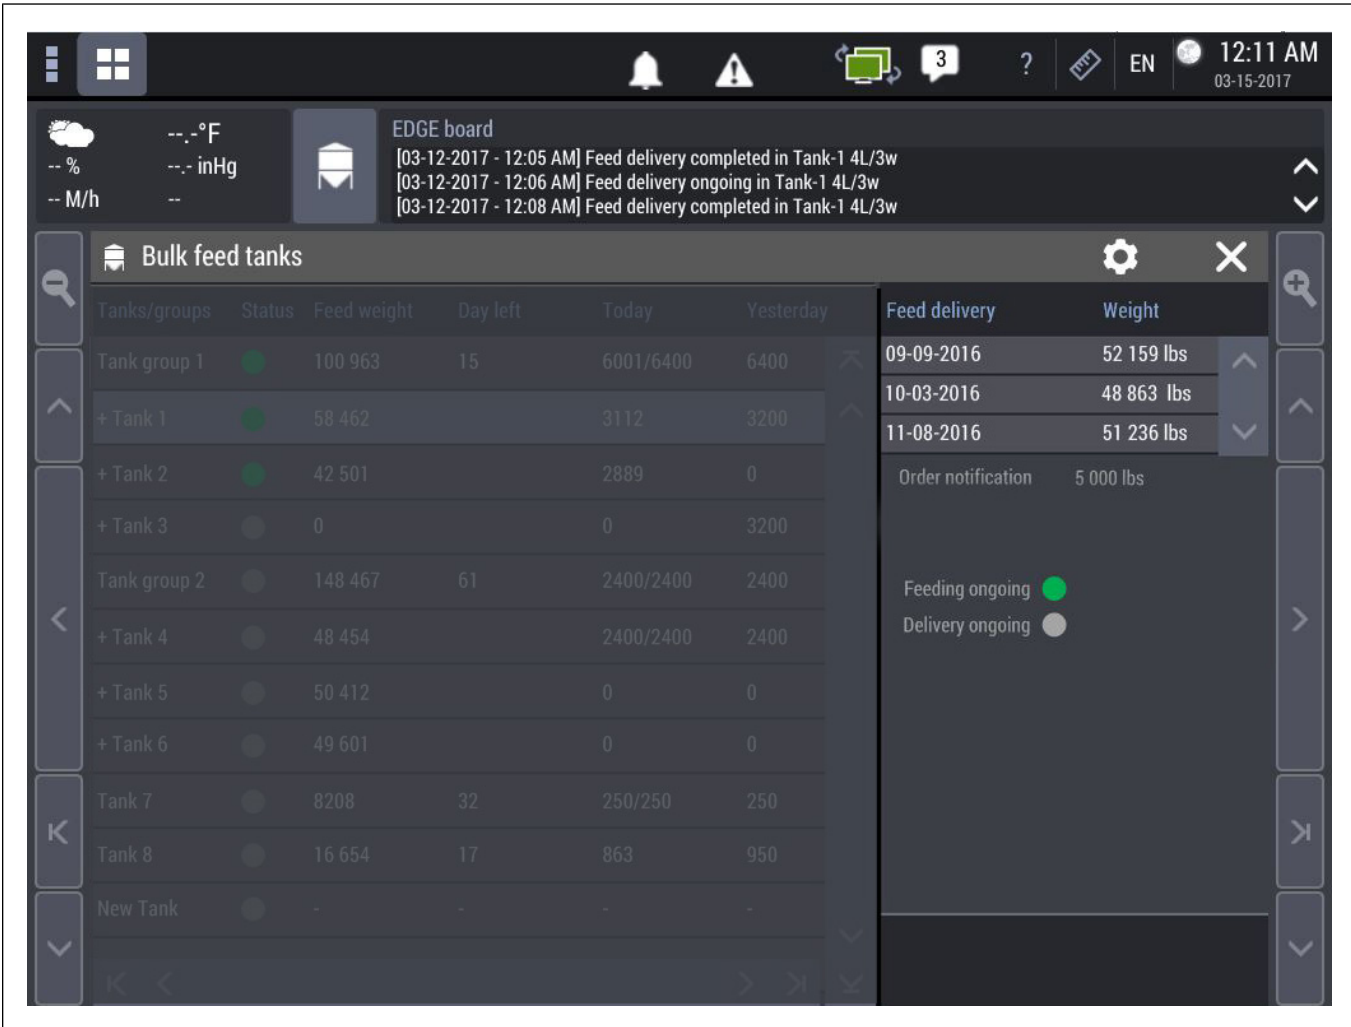 3 ? EN 12:11 AM
03-15-2017
--.-°F
-- % --.- inHg
-- M/h --
EDGE board
[03-12-2017 - 12:05 AM] Feed delivery completed in Tank-1 4L/3w
[03-12-2017 - 12:06 AM] Feed delivery ongoing in Tank-1 4L/3w
[03-12-2017 - 12:08 AM] Feed delivery completed in Tank-1 4L/3w
Bulk feed tanks
Tanks/groups Status Feed weight Day left Today Yesterday
Tank group 1 100 963 15 6001/6400 6400
+ Tank 1 58 462 3112 3200
+ Tank 2 42 501 2889 0
+ Tank 3 0 0 3200
Tank group 2 148 467 61 2400/2400 2400
+ Tank 4 48 454 2400/2400 2400
+ Tank 5 50 412 0 0
+ Tank 6 49 601 0 0
Tank 7 8208 32 250/250 250
Tank 8 16 654 17 863 950
New Tank - - - -
Feed delivery Weight
09-09-2016 52 159 lbs
10-03-2016 48 863 lbs
11-08-2016 51 236 lbs
Order notification 5 000 lbs
Feeding ongoing
Delivery ongoing